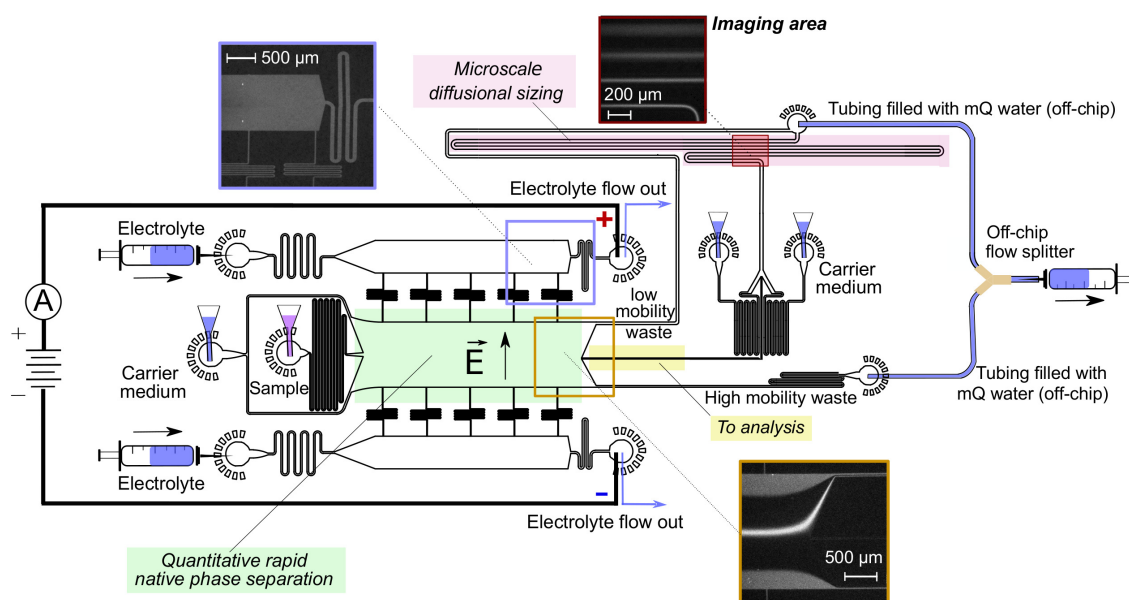 Imaging area
500 µm
Microscale
diffusional sizing
200 µm
Tubing filled with mQ water (off-chip)
Electrolyte flow out
+
Electrolyte
Off-chip
flow splitter
A
Carrier
medium
low
mobility
waste
+
E
Carrier
medium
Sample
−
Tubing filled with
mQ water (off-chip)
High mobility waste
To analysis
Electrolyte
−
Electrolyte flow out
500 µm
Quantitative rapid
native phase separation